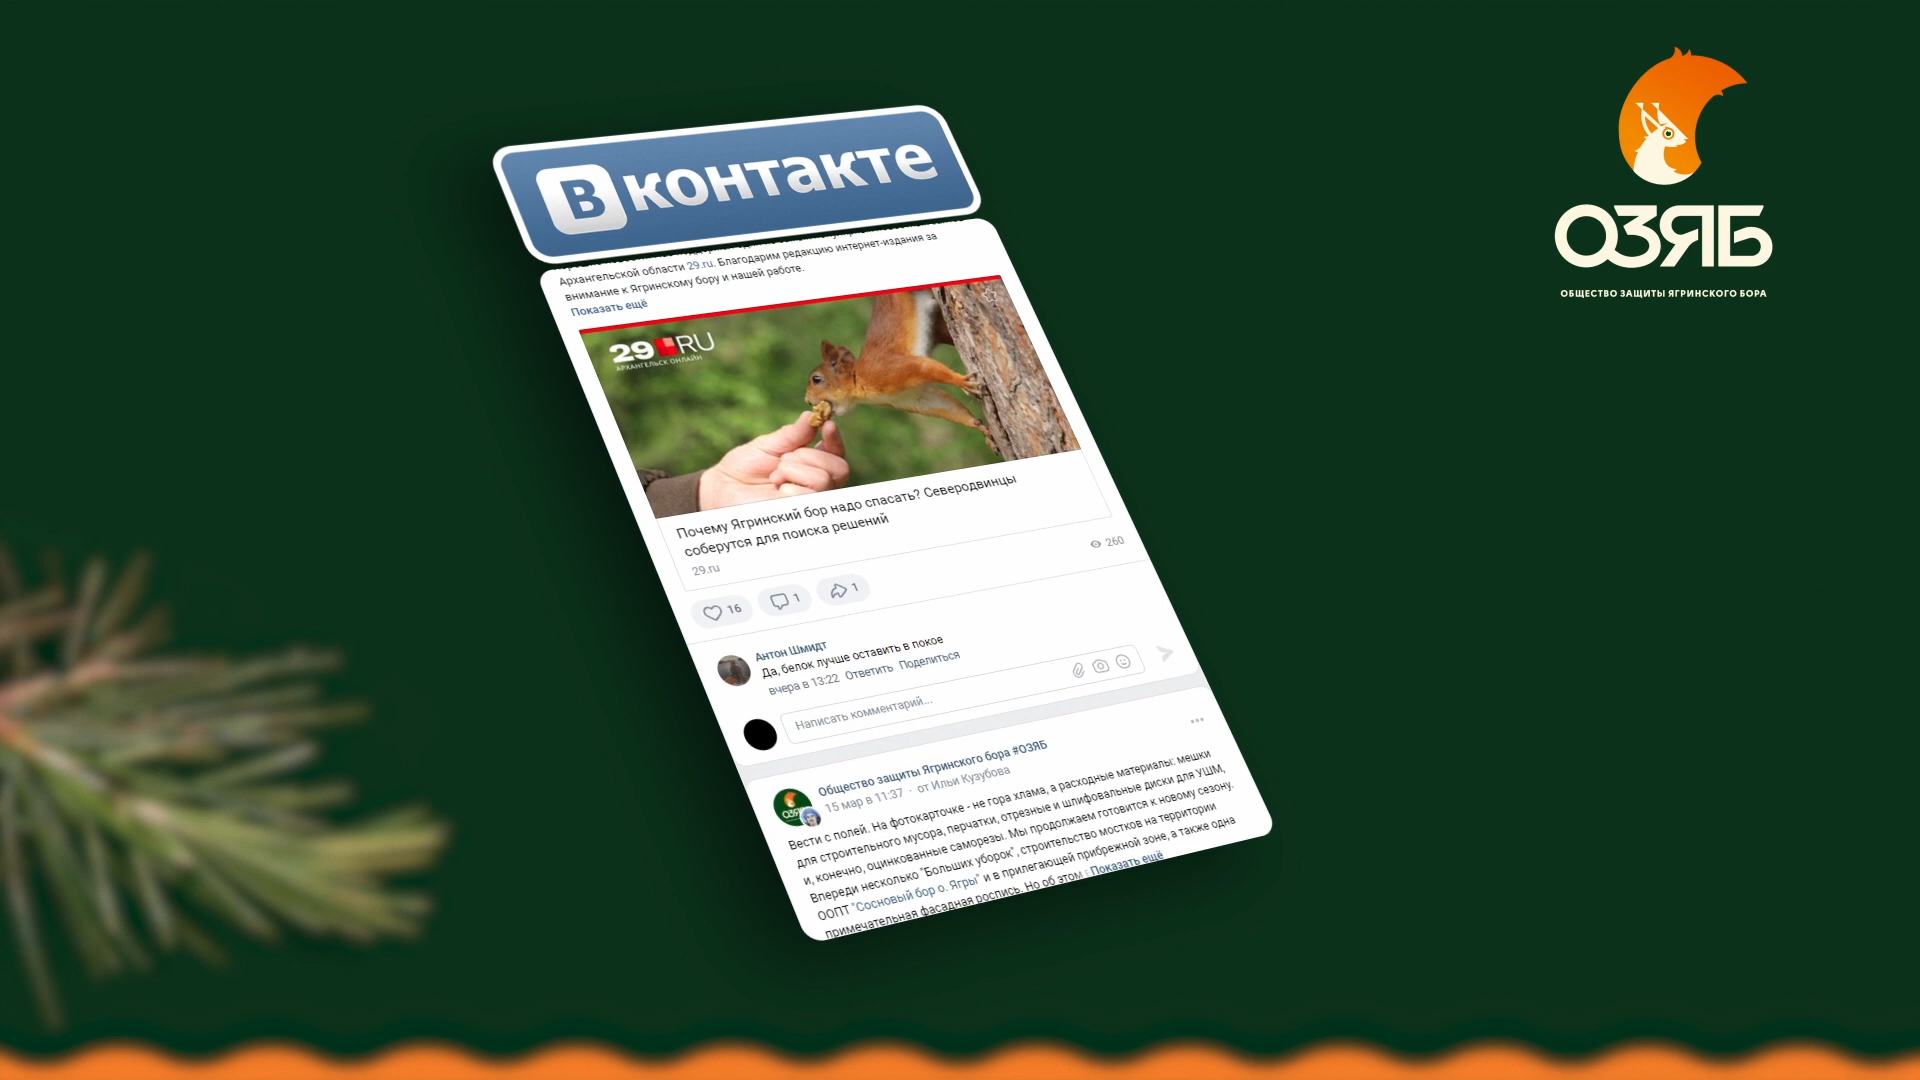 Вконтакте
Архангельской области 29.ru. Благодарим редакцию интернет-издания за
внимание к Ягринскому бору и нашей работе.
Показать ещё
29 RU
АРХАНГЕЛЬСК ОНЛАЙН
Почему Ягринский бор надо спасать? Северодвинцы
соберутся для поиска решений
29.ru
260
16 1 1
Антон Шмидт
Да, белок лучше оставить в покое
вчера в 13:22 Ответить Поделиться
Написать комментарий...
Общество защиты Ягринского бора #ОЗЯБ
15 мар в 11:37 · от Ильи Кузубова
Вести с полей. На фотокарточке - не гора хлама, а расходные материалы: мешки
для строительного мусора, перчатки, отрезные и шлифовальные диски для УШМ,
и, конечно, оцинкованные саморезы. Мы продолжаем готовится к новому сезону.
Впереди несколько "Больших уборок", строительство мостков на территории
ООПТ "Сосновый бор о. Ягры" и в прилегающей прибрежной зоне, а также одна
примечательная фасадная роспись. Но об этом Показать ещё
ОЗЯБ
ОБЩЕСТВО ЗАЩИТЫ ЯГРИНСКОГО БОРА